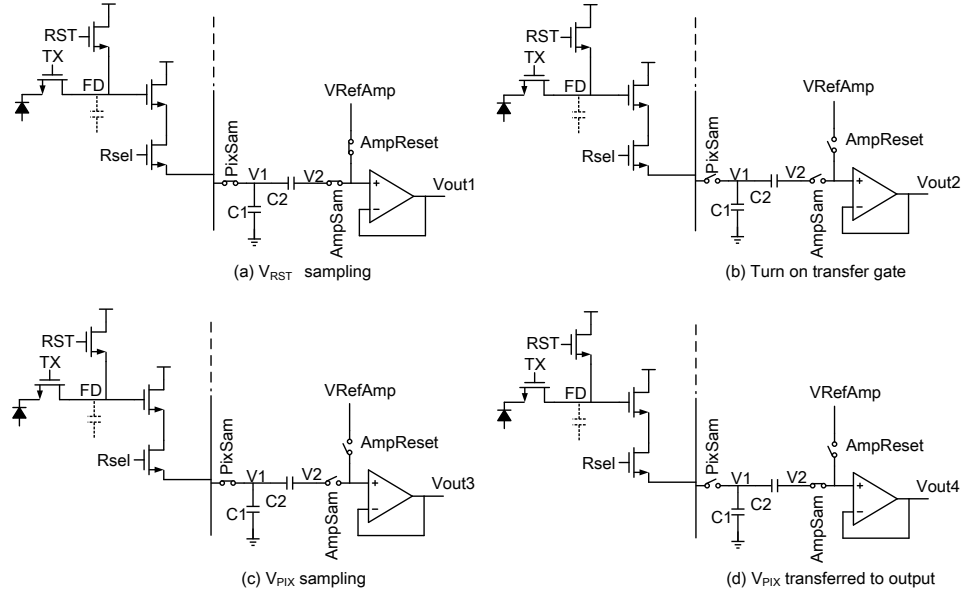 RST
TX
FD
VRefAmp
AmpReset
Rsel
PixSam
V1
V2
C1
C2
AmpSam
+
−
Vout1
(a) VRST sampling
RST
TX
FD
VRefAmp
AmpReset
Rsel
PixSam
V1
V2
C1
C2
AmpSam
+
−
Vout2
(b) Turn on transfer gate
RST
TX
FD
VRefAmp
AmpReset
Rsel
PixSam
V1
V2
C1
C2
AmpSam
+
−
Vout3
(c) VPIX sampling
RST
TX
FD
VRefAmp
AmpReset
Rsel
PixSam
V1
V2
C1
C2
AmpSam
+
−
Vout4
(d) VPIX transferred to output